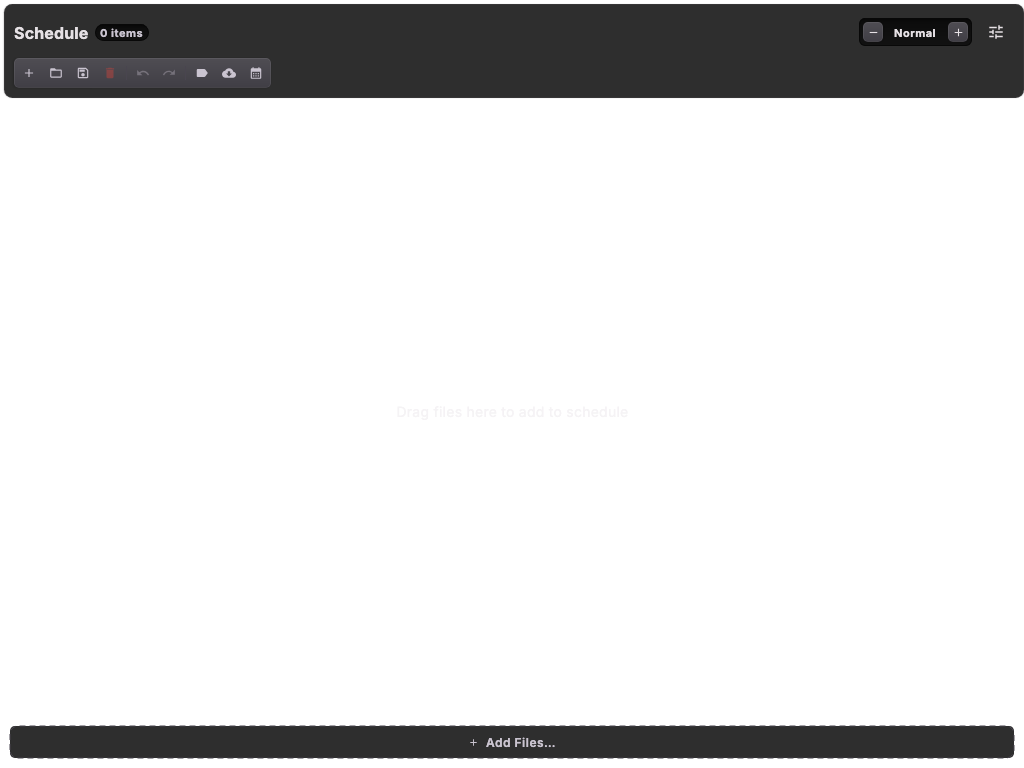 Schedule
0 items
Normal
Drag files here to add to schedule
Add Files...